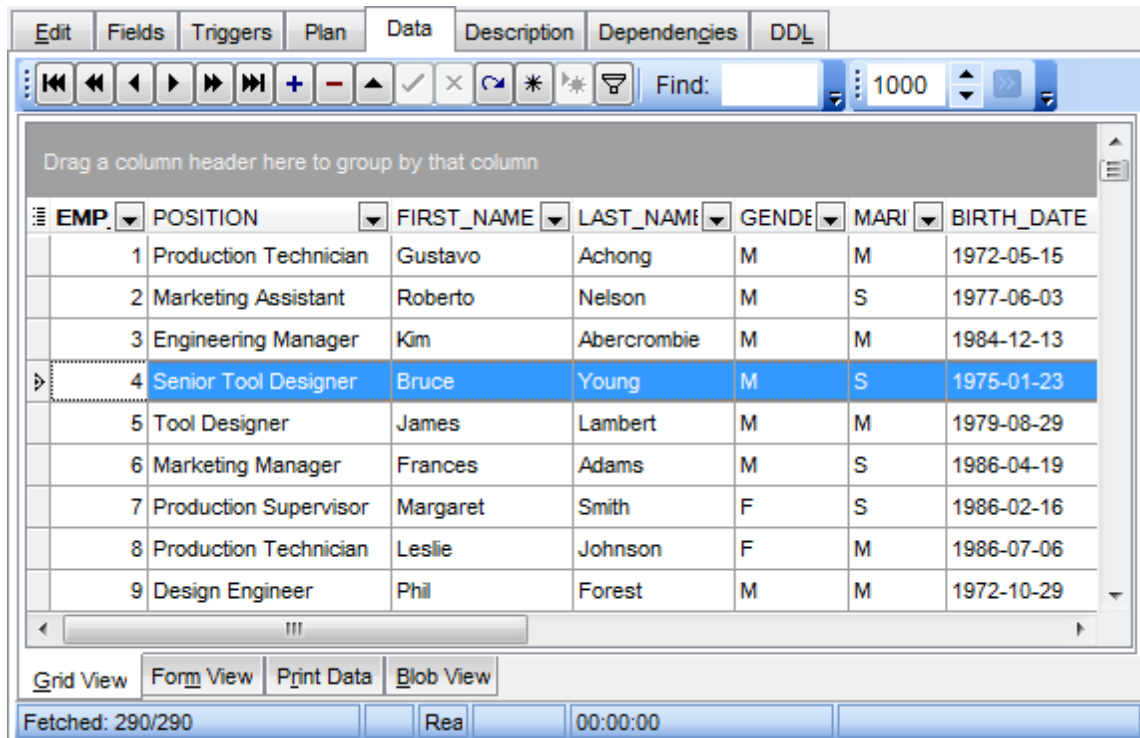 Edit Fields Triggers Plan Data Description Dependencies DDL
Find: 1000
Drag a column header here to group by that column
EMP_ POSITION FIRST_NAME LAST_NAME GENDE MARI BIRTH_DATE
1 Production Technician Gustavo Achong M M 1972-05-15
2 Marketing Assistant Roberto Nelson M S 1977-06-03
3 Engineering Manager Kim Abercrombie M M 1984-12-13
4 Senior Tool Designer Bruce Young M S 1975-01-23
5 Tool Designer James Lambert M M 1979-08-29
6 Marketing Manager Frances Adams M S 1986-04-19
7 Production Supervisor Margaret Smith F S 1986-02-16
8 Production Technician Leslie Johnson F M 1986-07-06
9 Design Engineer Phil Forest M M 1972-10-29
Grid View Form View Print Data Blob View
Fetched: 290/290 Rea 00:00:00